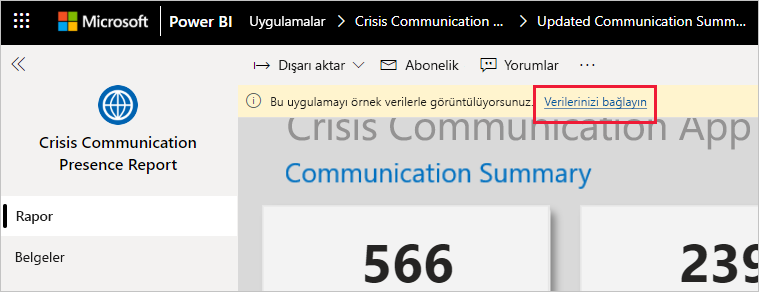 Microsoft Power BI Uygulamalar > Crisis Communication ... > Updated Communication Summ...
Dışarı aktar Abonelik Yorumlar ...
Bu uygulamayı örnek verilerle görüntülüyorsunuz. Verilerinizi bağlayın
Crisis Communication
Presence Report
Rapor
Belgeler
Crisis Communication App
Communication Summary
566
239